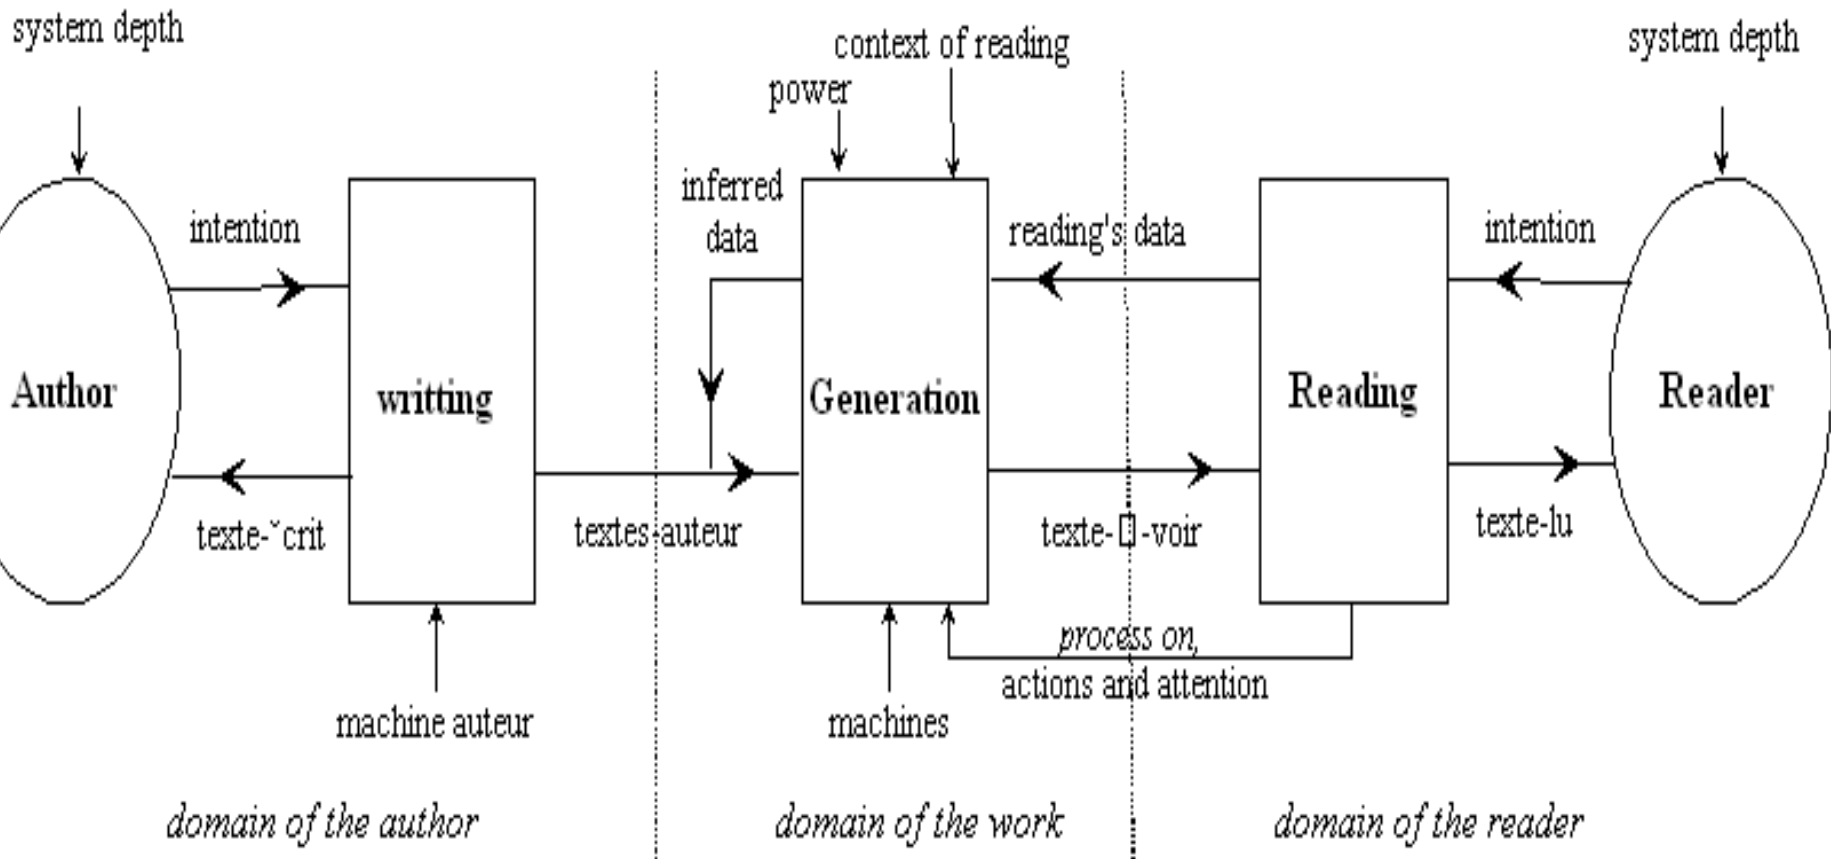 system depth
context of reading
system depth
power
inferred
data
intention
reading's data
intention
Author
writting
Generation
Reading
Reader
texte-ˇcrit
textes-auteur
texte-□-voir
texte-lu
process on,
actions and attention
machine auteur
machines
domain of the author
domain of the work
domain of the reader